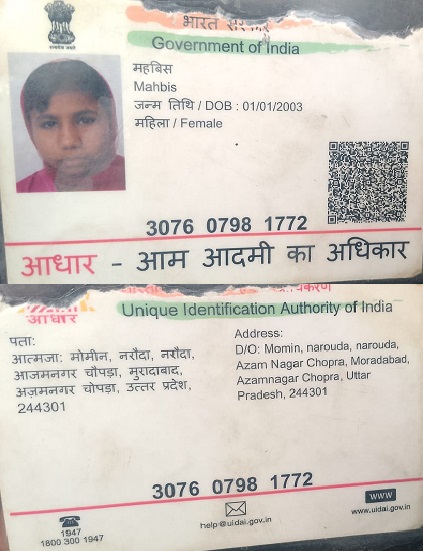 भारत सरकार
Government of India
महबिस
Mahbis
जन्म तिथि / DOB : 01/01/2003
महिला / Female
3076 0798 1772
आधार - आम आदमी का अधिकार
आधार
Unique Identification Authority of India
पता:
आत्मजा: मोमीन, नरौदा, नरौदा,
आजमनगर चौपड़ा, मुरादाबाद,
अज़मनगर चोपड़ा, उत्तर प्रदेश,
244301
Address:
D/O: Momin, narouda, narouda,
Azam Nagar Chopra, Moradabad,
Azamnagar Chopra, Uttar
Pradesh, 244301
3076 0798 1772
1947
1800 300 1947
help@uidai.gov.in
WWW
www.uidai.gov.in